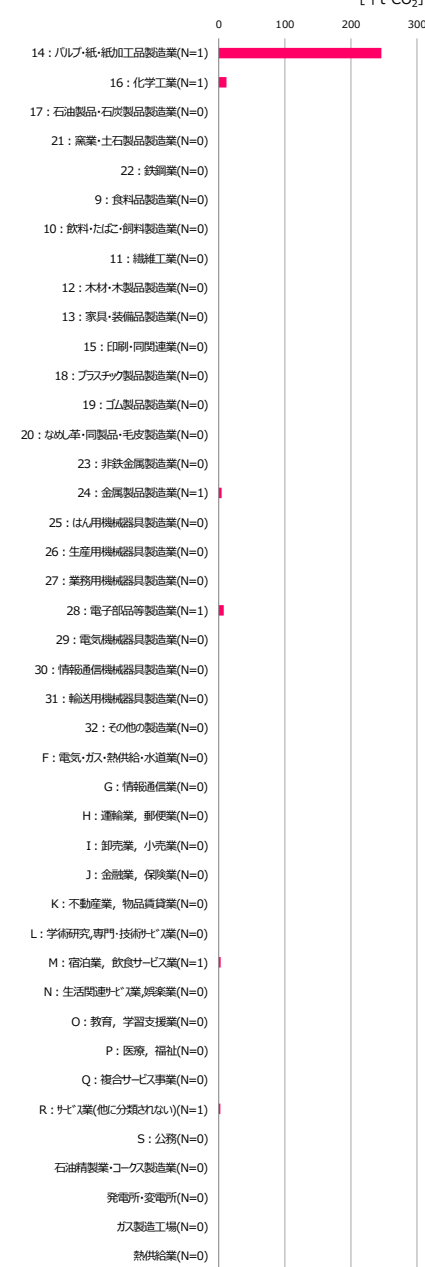 [千t-CO₂]
0 100 200 300
14：パルプ・紙・紙加工品製造業(N=1)
16：化学工業(N=1)
17：石油製品・石炭製品製造業(N=0)
21：窯業・土石製品製造業(N=0)
22：鉄鋼業(N=0)
9：食料品製造業(N=0)
10：飲料・たばこ・飼料製造業(N=0)
11：繊維工業(N=0)
12：木材・木製品製造業(N=0)
13：家具・装備品製造業(N=0)
15：印刷・同関連業(N=0)
18：プラスチック製品製造業(N=0)
19：ゴム製品製造業(N=0)
20：なめし革・同製品・毛皮製造業(N=0)
23：非鉄金属製造業(N=0)
24：金属製品製造業(N=1)
25：はん用機械器具製造業(N=0)
26：生産用機械器具製造業(N=0)
27：業務用機械器具製造業(N=0)
28：電子部品等製造業(N=1)
29：電気機械器具製造業(N=0)
30：情報通信機械器具製造業(N=0)
31：輸送用機械器具製造業(N=0)
32：その他の製造業(N=0)
F：電気・ガス・熱供給・水道業(N=0)
G：情報通信業(N=0)
H：運輸業，郵便業(N=0)
I：卸売業，小売業(N=0)
J：金融業，保険業(N=0)
K：不動産業，物品賃貸業(N=0)
L：学術研究,専門・技術ｻｰﾋﾞｽ業(N=0)
M：宿泊業，飲食サービス業(N=1)
N：生活関連ｻｰﾋﾞｽ業,娯楽業(N=0)
O：教育，学習支援業(N=0)
P：医療，福祉(N=0)
Q：複合サービス事業(N=0)
R：ｻｰﾋﾞｽ業(他に分類されない)(N=1)
S：公務(N=0)
石油精製業・コークス製造業(N=0)
発電所・変電所(N=0)
ガス製造工場(N=0)
熱供給業(N=0)